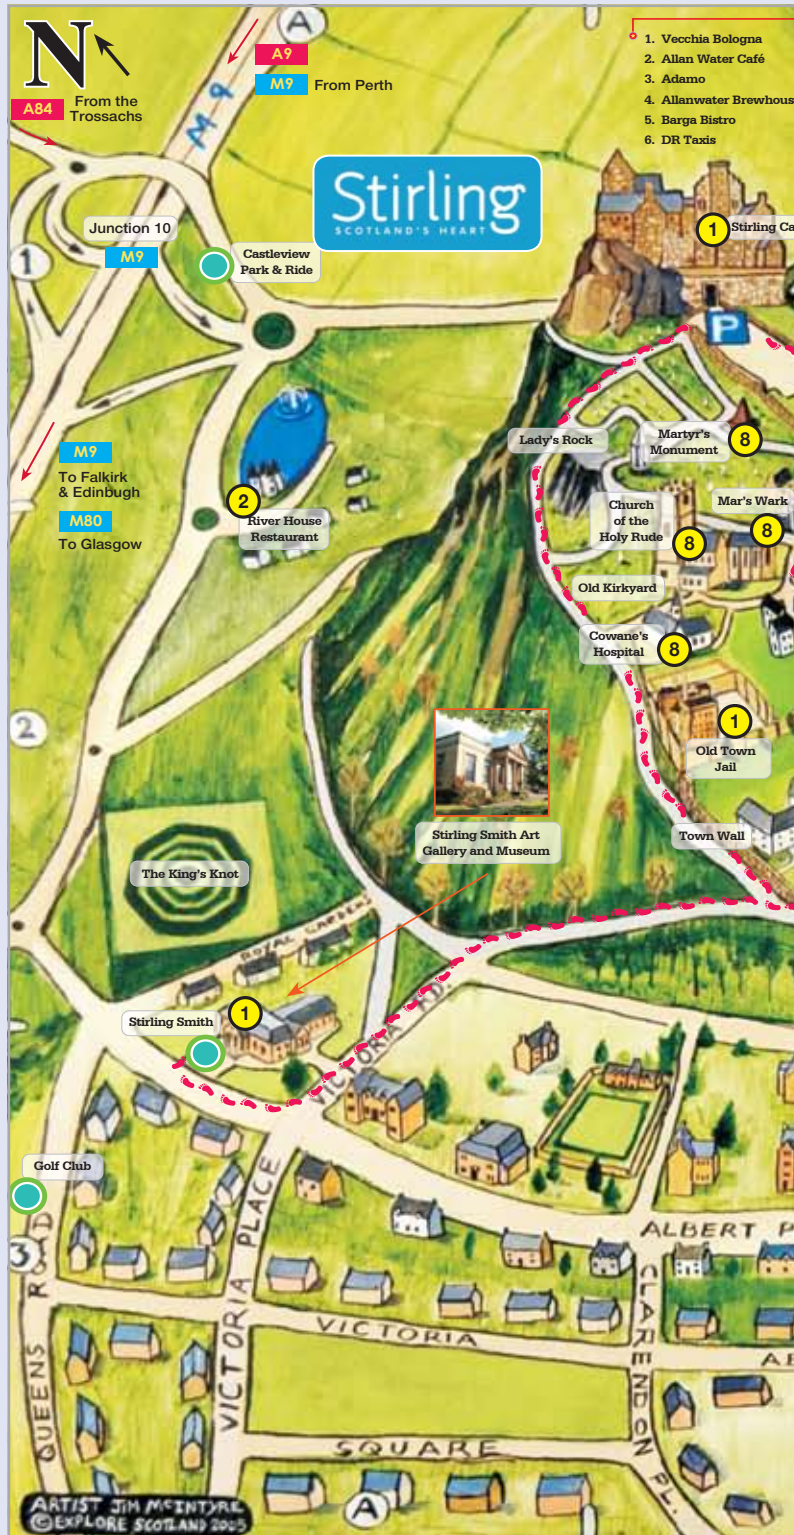 N
A
A9
M9 From Perth
A84 From the
Trossachs
M9
1. Vecchia Bologna
2. Allan Water Café
3. Adamo
4. Allanwater Brewhous
5. Barga Bistro
6. DR Taxis
Stirling
SCOTLAND'S HEART
Junction 10
M9
1
Castleview
Park & Ride
1 Stirling Ca
P
Lady's Rock
Martyr's
Monument
8
M9
To Falkirk
& Edinbugh
M80
To Glasgow
2
River House
Restaurant
Church
of the
Holy Rude
8
Mar's Wark
8
Old Kirkyard
Cowane's
Hospital
8
2
1
Old Town
Jail
Stirling Smith Art
Gallery and Museum
Town Wall
The King's Knot
ROYAL GARDENS
Stirling Smith
1
VICTORIA RD.
Golf Club
3
QUEENS ROAD
VICTORIA PLACE
ALBERT P
CLARENDON PL.
VICTORIA
AB
SQUARE
ARTIST JIM McINTYRE
©EXPLORE SCOTLAND 2005
A